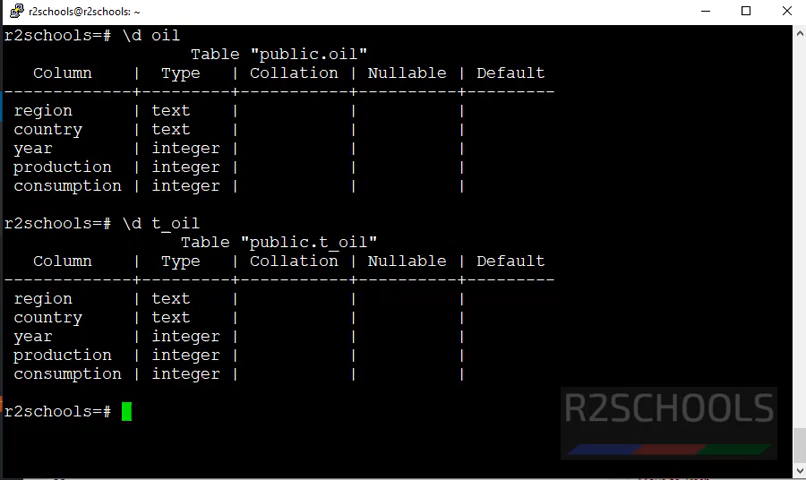 r2schools@r2schools: ~
r2schools=# \d oil
Table "public.oil"
Column | Type | Collation | Nullable | Default
-------------+---------+-----------+----------+---------
region | text | | |
country | text | | |
year | integer | | |
production | integer | | |
consumption | integer | | |
r2schools=# \d t_oil
Table "public.t_oil"
Column | Type | Collation | Nullable | Default
-------------+---------+-----------+----------+---------
region | text | | |
country | text | | |
year | integer | | |
production | integer | | |
consumption | integer | | |
r2schools=#
R2SCHOOLS